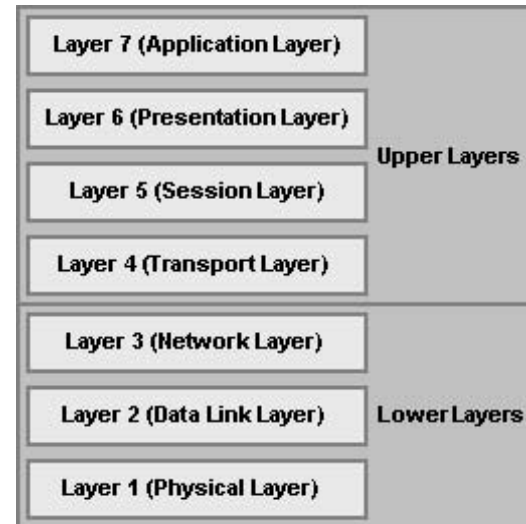 Layer 7 (Application Layer)
Layer 6 (Presentation Layer)
Upper Layers
Layer 5 (Session Layer)
Layer 4 (Transport Layer)
Layer 3 (Network Layer)
Layer 2 (Data Link Layer)
Lower Layers
Layer 1 (Physical Layer)